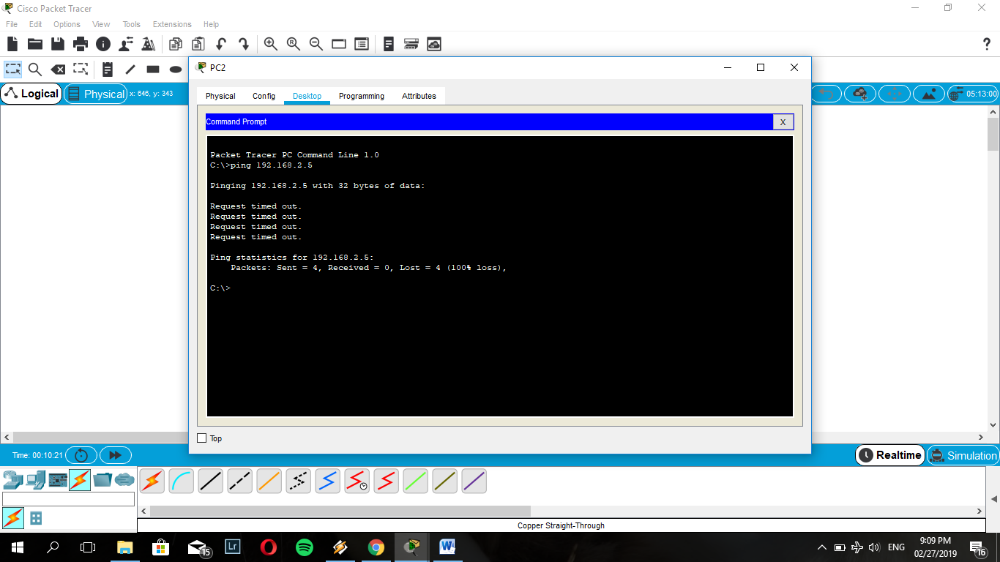 Cisco Packet Tracer
File Edit Options View Tools Extensions Help
R
?
PC2
Logical
Physical
x: 646, y: 343
05:13:00
Physical Config Desktop Programming Attributes
Command Prompt
X
Packet Tracer PC Command Line 1.0
C:\>ping 192.168.2.5
Pinging 192.168.2.5 with 32 bytes of data:
Request timed out.
Request timed out.
Request timed out.
Request timed out.
Ping statistics for 192.168.2.5:
Packets: Sent = 4, Received = 0, Lost = 4 (100% loss),
C:\>
Top
Time: 00:10:21
Realtime
Simulation
Copper Straight-Through
15
Lr
W
ENG
9:09 PM
02/27/2019
16